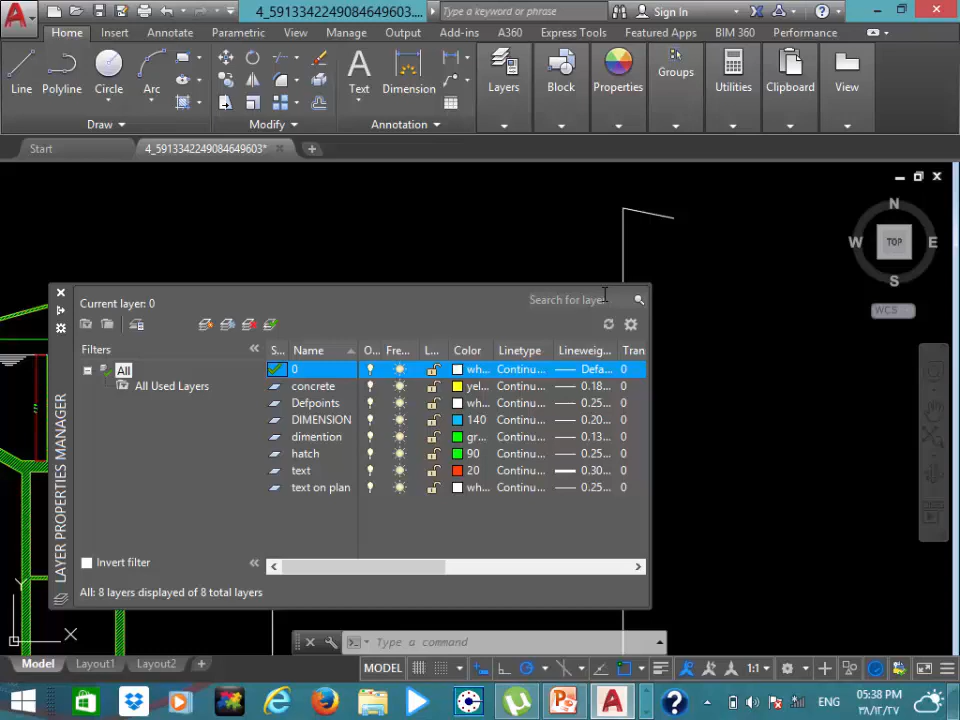 4_5913342249084649603....
Type a keyword or phrase
Sign In
Home Insert Annotate Parametric View Manage Output Add-ins A360 Express Tools Featured Apps BIM 360 Performance
Line Polyline Circle Arc Text Dimension Layers Block Properties Groups Utilities Clipboard View
Draw Modify Annotation
Start 4_5913342249084649603*
N
W TOP E
S
WCS
Current layer: 0
Search for layer
Filters
S... Name O... Fre... L... Color Linetype Lineweig... Tran
All
All Used Layers
0 wh... Continu... Defa... 0
concrete yel... Continu... 0.18... 0
Defpoints wh... Continu... 0.25... 0
DIMENSION 140 Continu... 0.20... 0
dimention gr... Continu... 0.13... 0
hatch 90 Continu... 0.25... 0
text 20 Continu... 0.30... 0
text on plan wh... Continu... 0.25... 0
LAYER PROPERTIES MANAGER
Invert filter
All: 8 layers displayed of 8 total layers
Y
X
Type a command
Model Layout1 Layout2
MODEL 1:1
ENG
05:38 PM
٣٨/١٢/٢٧